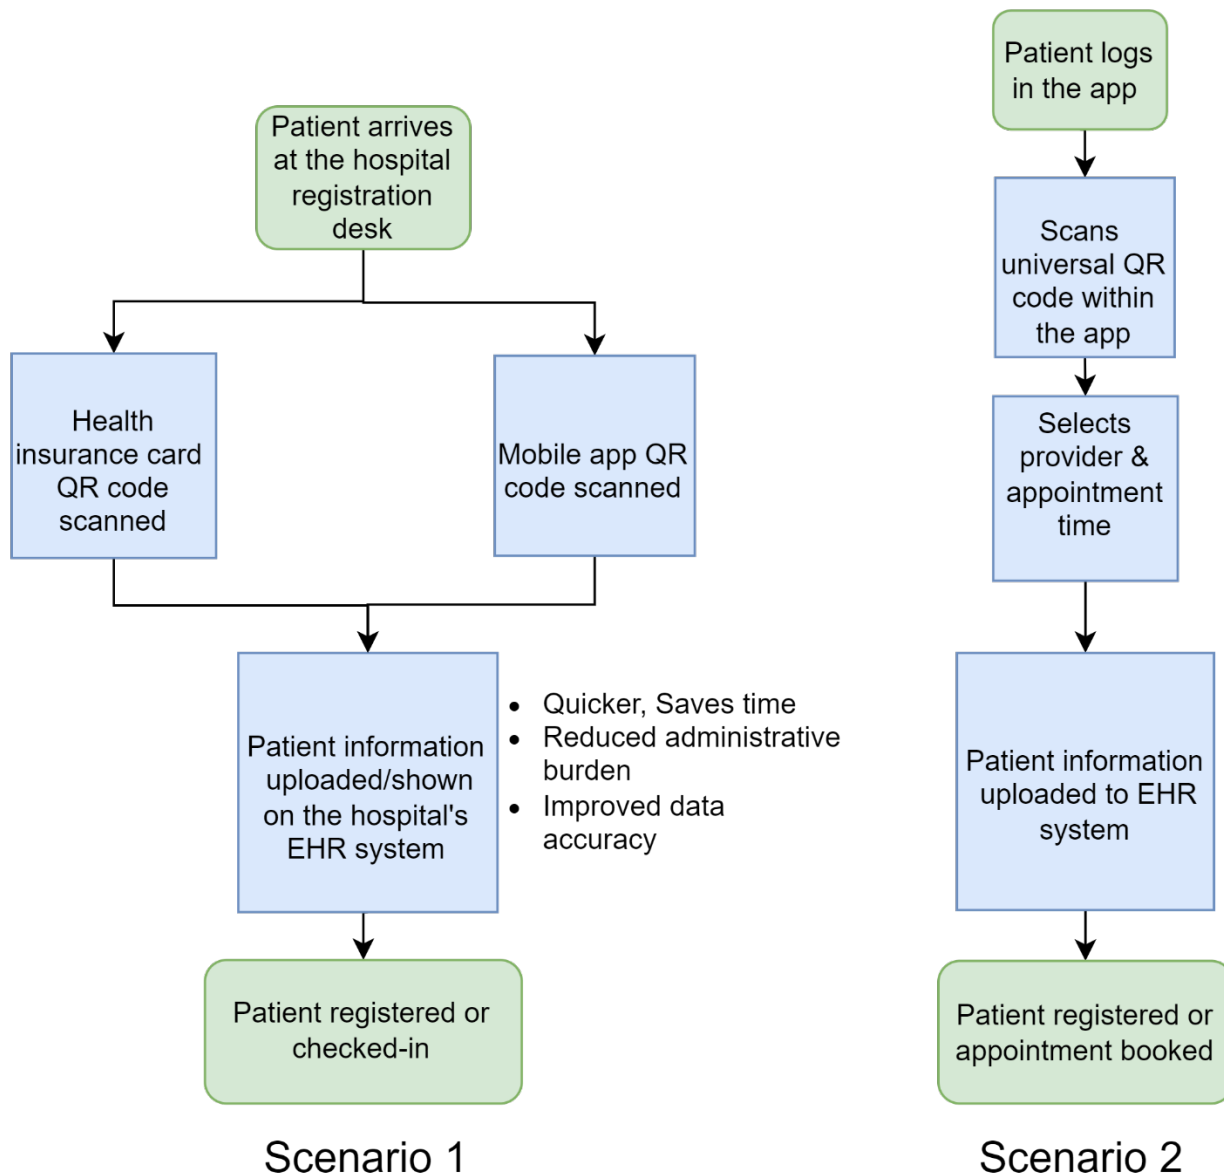 Patient arrives
at the hospital
registration
desk
Health
insurance card
QR code
scanned
Mobile app QR
code scanned
Patient information
uploaded/shown
on the hospital's
EHR system
• Quicker, Saves time
• Reduced administrative
burden
• Improved data
accuracy
Patient registered or
checked-in
Scenario 1
Patient logs
in the app
Scans
universal QR
code within
the app
Selects
provider &
appointment
time
Patient information
uploaded to EHR
system
Patient registered or
appointment booked
Scenario 2